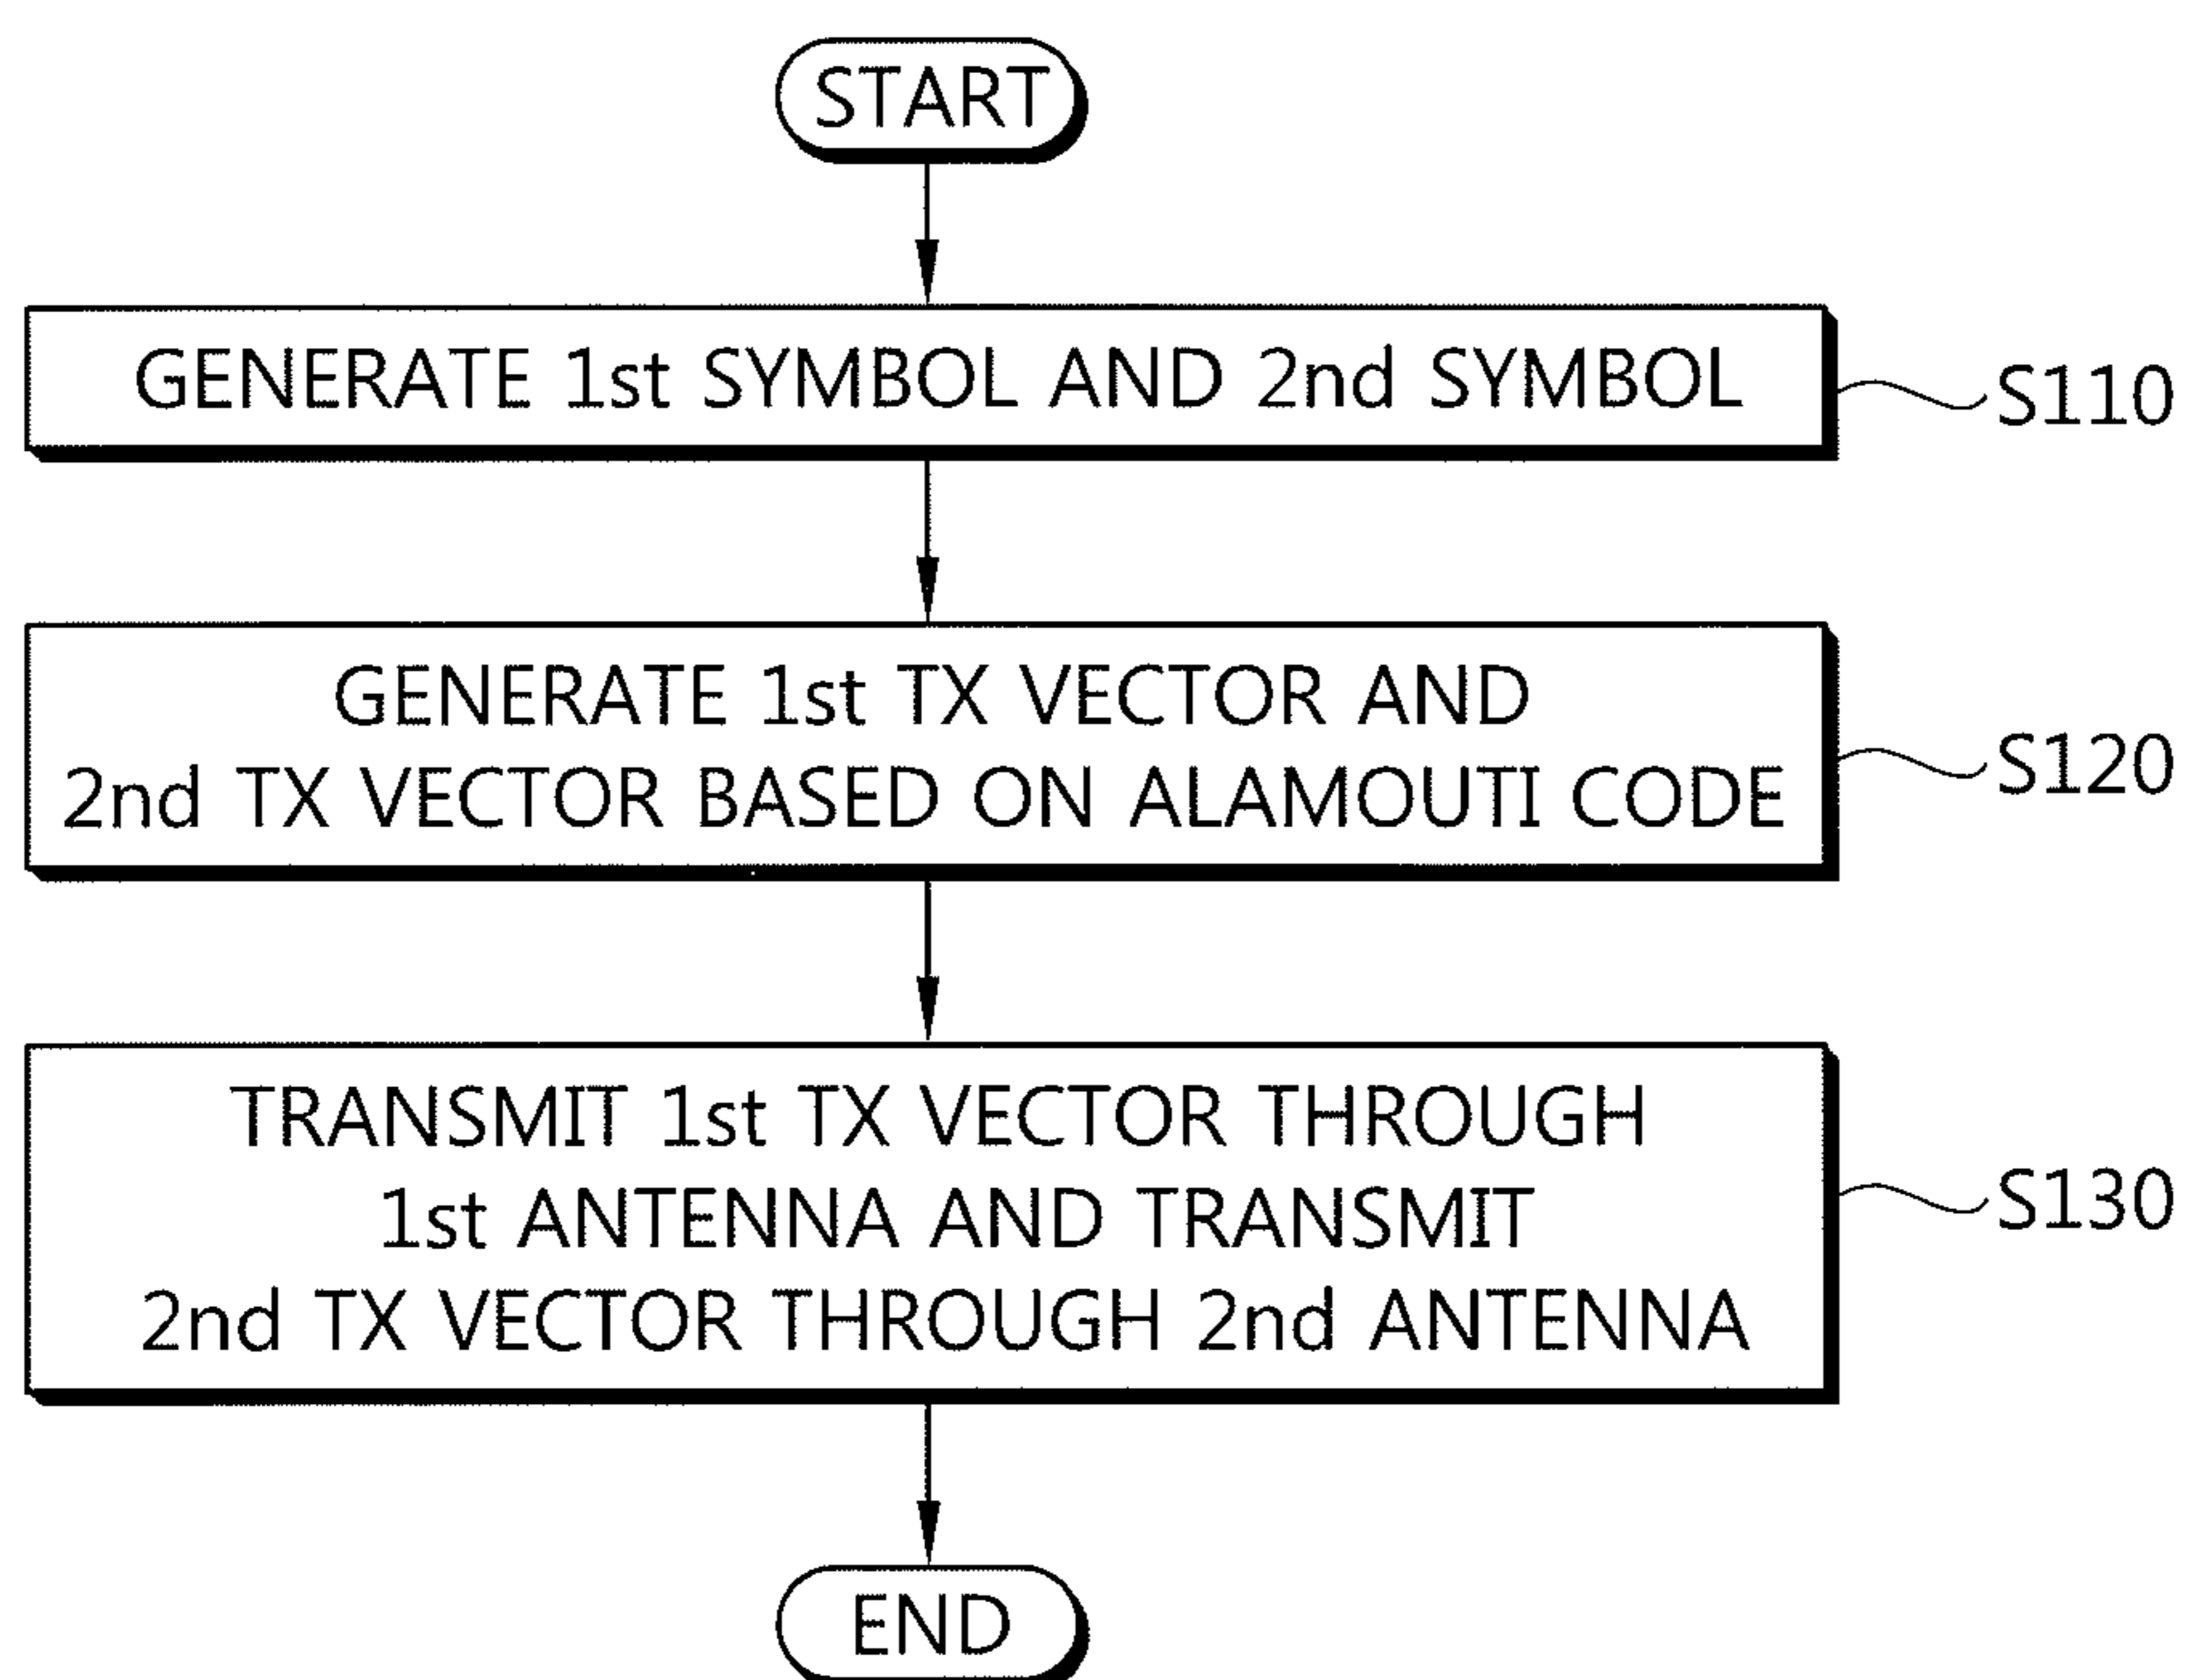 START
GENERATE 1st SYMBOL AND 2nd SYMBOL
S110
GENERATE 1st TX VECTOR AND
2nd TX VECTOR BASED ON ALAMOUTI CODE
S120
TRANSMIT 1st TX VECTOR THROUGH
1st ANTENNA AND TRANSMIT
2nd TX VECTOR THROUGH 2nd ANTENNA
S130
END